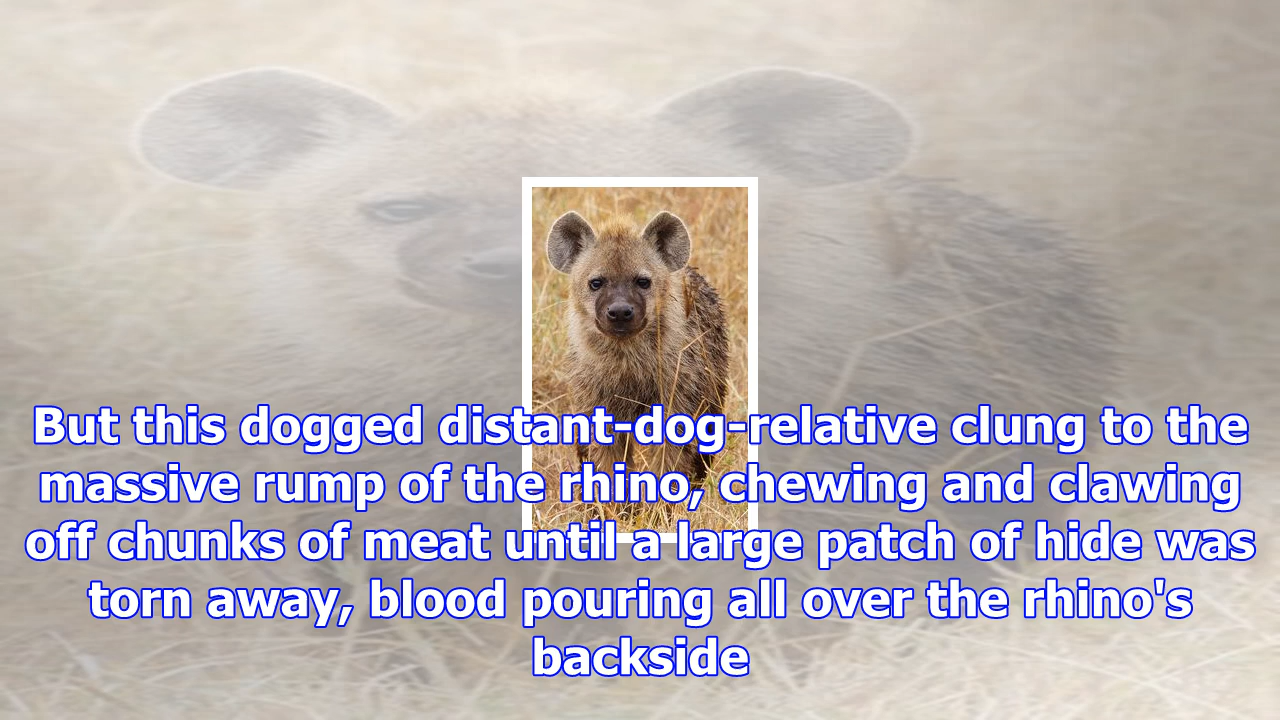 But this dogged distant-dog-relative clung to the
massive rump of the rhino, chewing and clawing
off chunks of meat until a large patch of hide was
torn away, blood pouring all over the rhino's
backside